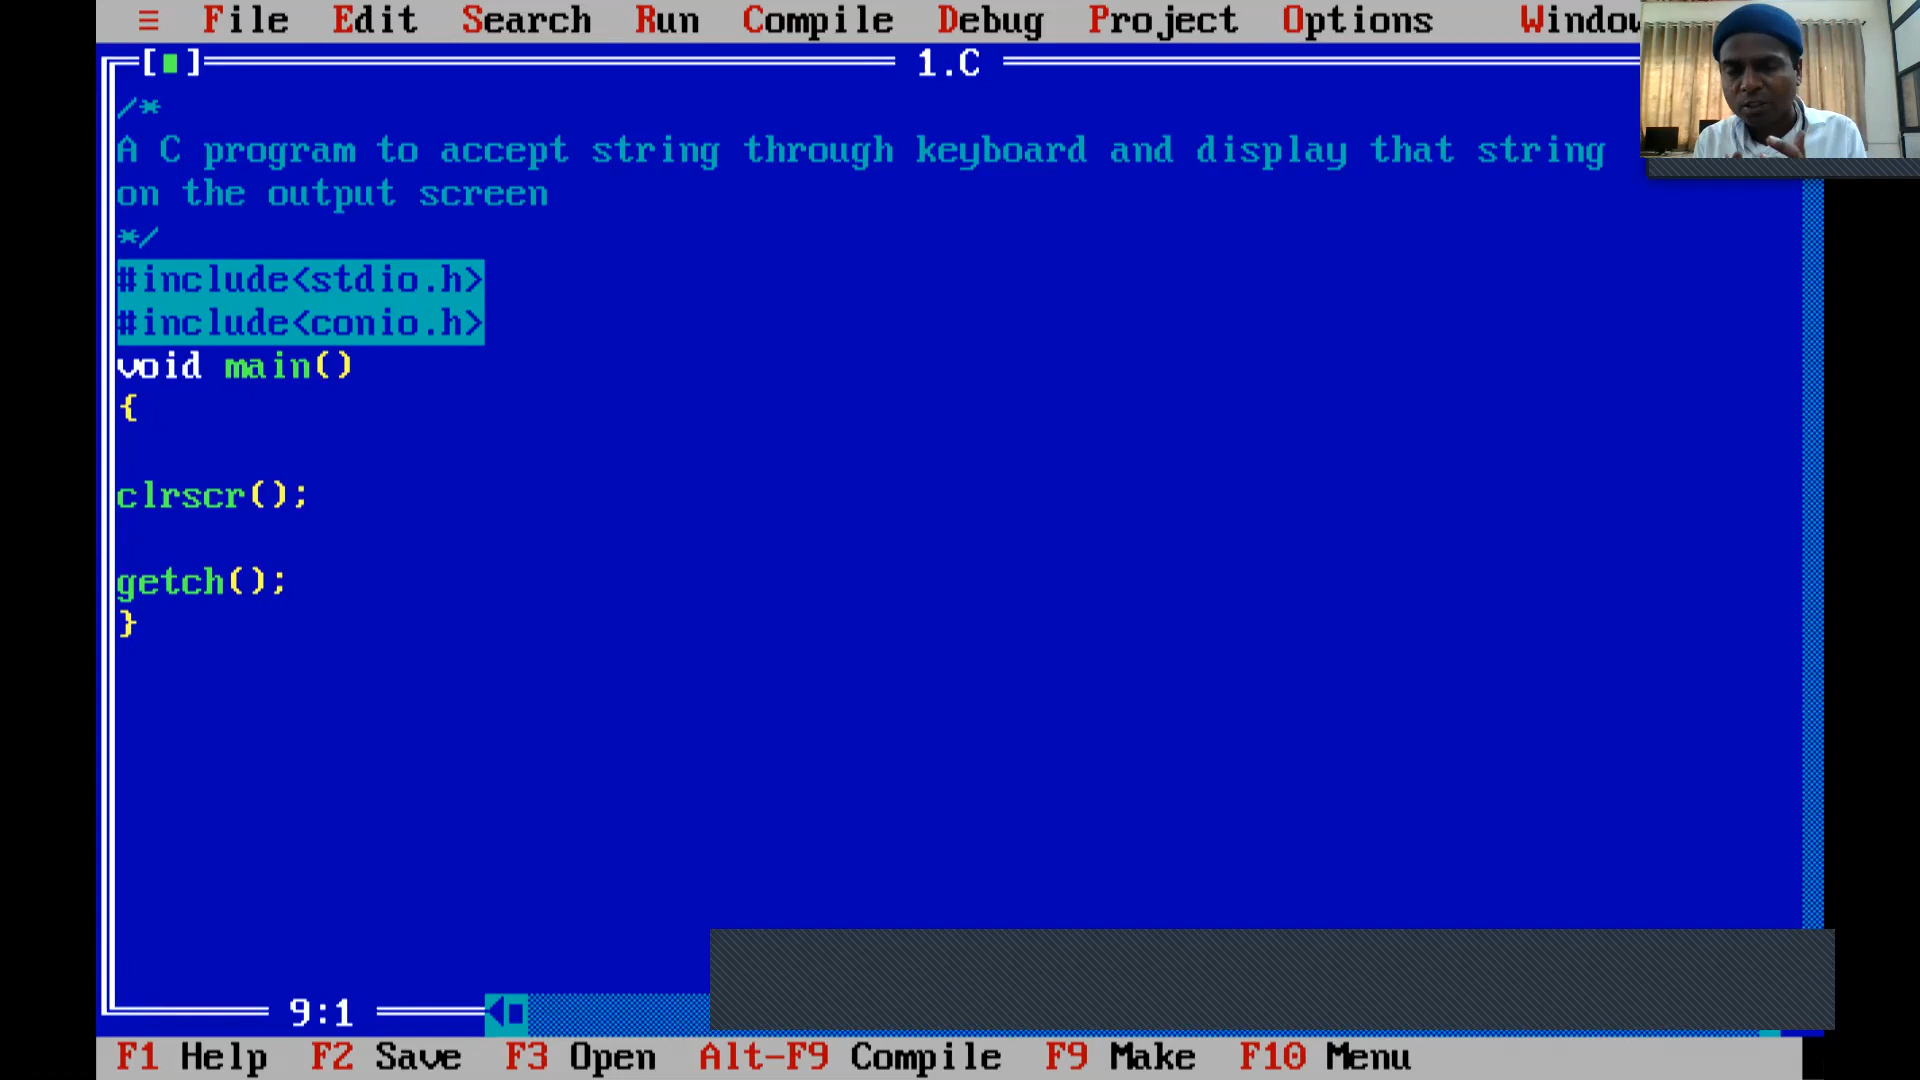 ≡ File Edit Search Run Compile Debug Project Options Window
[■] 1.C
/*
A C program to accept string through keyboard and display that string
on the output screen
*/
#include<stdio.h>
#include<conio.h>
void main()
{
clrscr();
getch();
}
9:1
F1 Help F2 Save F3 Open Alt-F9 Compile F9 Make F10 Menu